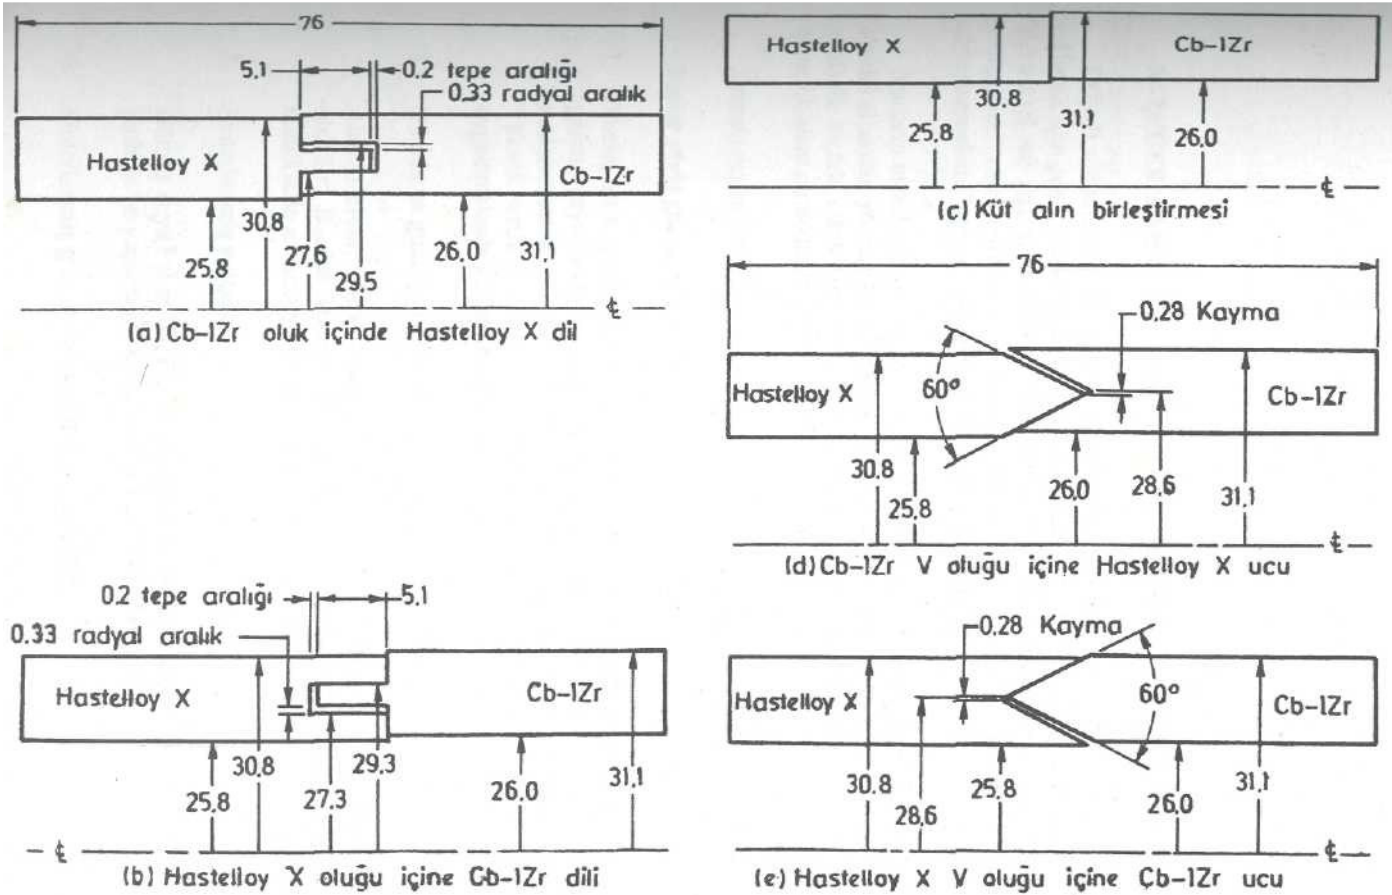 76
5.1
0.2 tepe aralığı
0.33 radyal aralık
Hastelloy X
Cb-1Zr
30.8
25.8
27.6
29.5
26.0
31.1
℄
(a) Cb-1Zr oluk içinde Hastelloy X dil
0.2 tepe aralığı
5.1
0.33 radyal aralık
Hastelloy X
Cb-1Zr
30.8
25.8
27.3
29.3
26.0
31.1
℄
(b) Hastelloy X oluğu içine Cb-1Zr dili
Hastelloy X
Cb-1Zr
30.8
31.1
25.8
26.0
℄
(c) Küt alın birleştirmesi
76
0.28 Kayma
Hastelloy X
60°
Cb-1Zr
30.8
25.8
26.0
28.6
31.1
℄
(d) Cb-1Zr V oluğu içine Hastelloy X ucu
0.28 Kayma
Hastelloy X
60°
Cb-1Zr
30.8
28.6
25.8
26.0
31.1
℄
(e) Hastelloy X V oluğu içine Cb-1Zr ucu